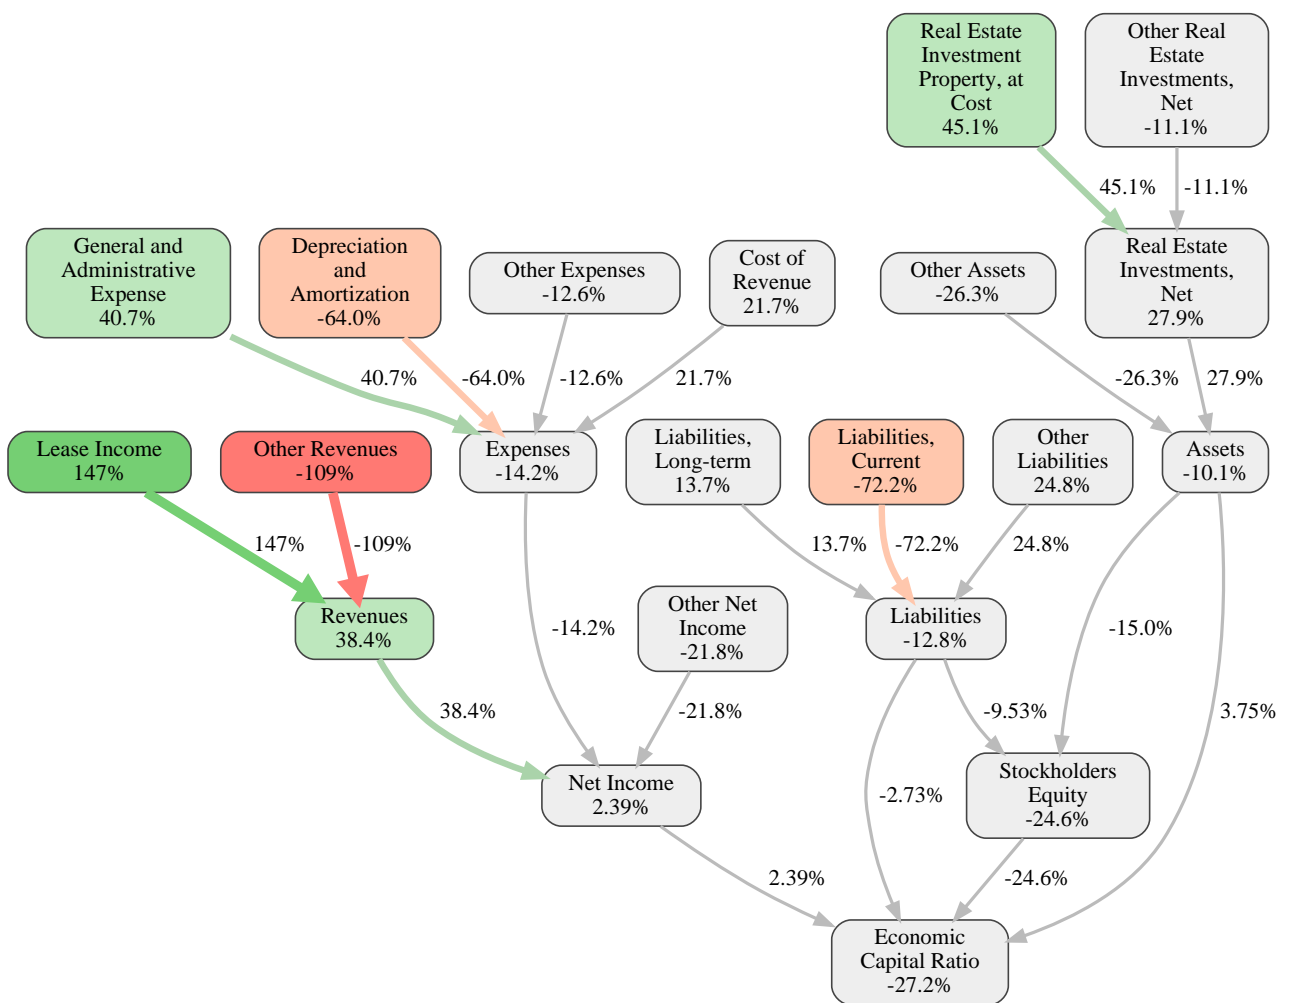 Real Estate
Investment
Property, at
Cost
45.1%
Other Real
Estate
Investments,
Net
-11.1%
45.1%
-11.1%
General and
Administrative
Expense
40.7%
Depreciation
and
Amortization
-64.0%
Other Expenses
-12.6%
Cost of
Revenue
21.7%
Other Assets
-26.3%
Real Estate
Investments,
Net
27.9%
40.7%
-64.0%
-12.6%
21.7%
-26.3%
27.9%
Lease Income
147%
Other Revenues
-109%
Expenses
-14.2%
Liabilities,
Long-term
13.7%
Liabilities,
Current
-72.2%
Other
Liabilities
24.8%
Assets
-10.1%
147%
-109%
13.7%
-72.2%
24.8%
Revenues
38.4%
-14.2%
Other Net
Income
-21.8%
Liabilities
-12.8%
-15.0%
38.4%
-21.8%
-9.53%
3.75%
Net Income
2.39%
-2.73%
Stockholders
Equity
-24.6%
2.39%
-24.6%
Economic
Capital Ratio
-27.2%